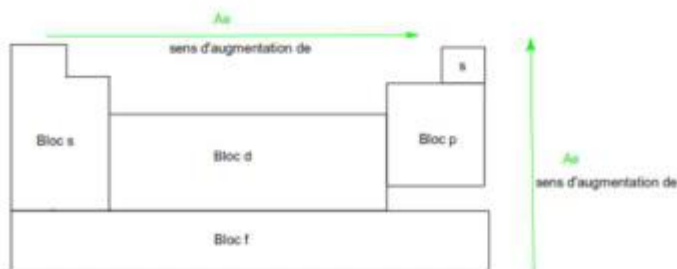 Ae
sens d'augmentation de
s
Bloc s
Bloc d
Bloc p
Ae
sens d'augmentation de
Bloc f